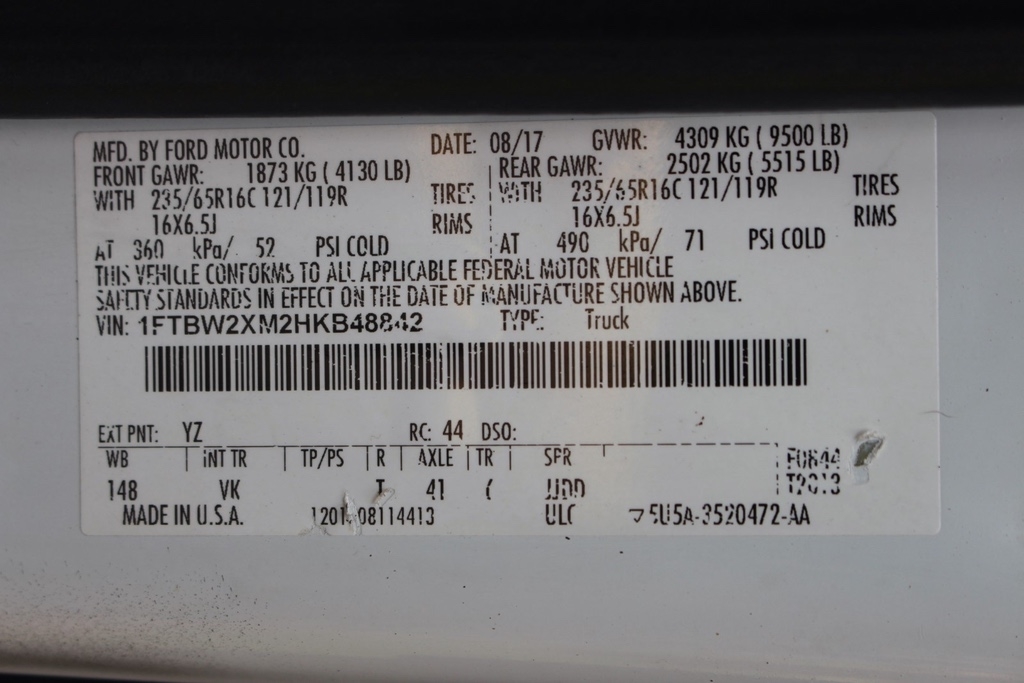 MFD. BY FORD MOTOR CO. DATE: 08/17 GVWR: 4309 KG ( 9500 LB)
FRONT GAWR: 1873 KG ( 4130 LB) REAR GAWR: 2502 KG ( 5515 LB)
WITH 235/65R16C 121/119R TIRES WITH 235/65R16C 121/119R TIRES
16X6.5J RIMS 16X6.5J RIMS
AT 360 kPa/ 52 PSI COLD AT 490 kPa/ 71 PSI COLD
THIS VEHICLE CONFORMS TO ALL APPLICABLE FEDERAL MOTOR VEHICLE
SAFETY STANDARDS IN EFFECT ON THE DATE OF MANUFACTURE SHOWN ABOVE.
VIN: 1FTBW2XM2HKB48842 TYPE: Truck
EXT PNT: YZ RC: 44 DSO:
WB INT TR TP/PS R AXLE TR SPR
148 VK T 41 JJDD
MADE IN U.S.A.